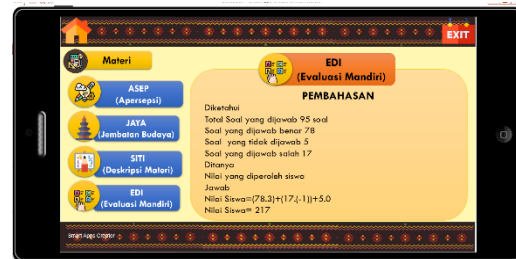 EXIT
Materi
ASEP
(Apersepsi)
JAYA
(Jembatan Budaya)
SITI
(Deskripsi Materi)
EDI
(Evaluasi Mandiri)
EDI
(Evaluasi Mandiri)
PEMBAHASAN
Diketahui
Total Soal yang dijawab 95 soal
Soal yang dijawab benar 78
Soal yang tidak dijawab 5
Soal yang dijawab salah 17
Ditanya
Nilai yang diperoleh siswa
Jawab
Nilai Siswa=(78.3)+(17.(-1))+5.0
Nilai Siswa= 217
Smart Apps Creator